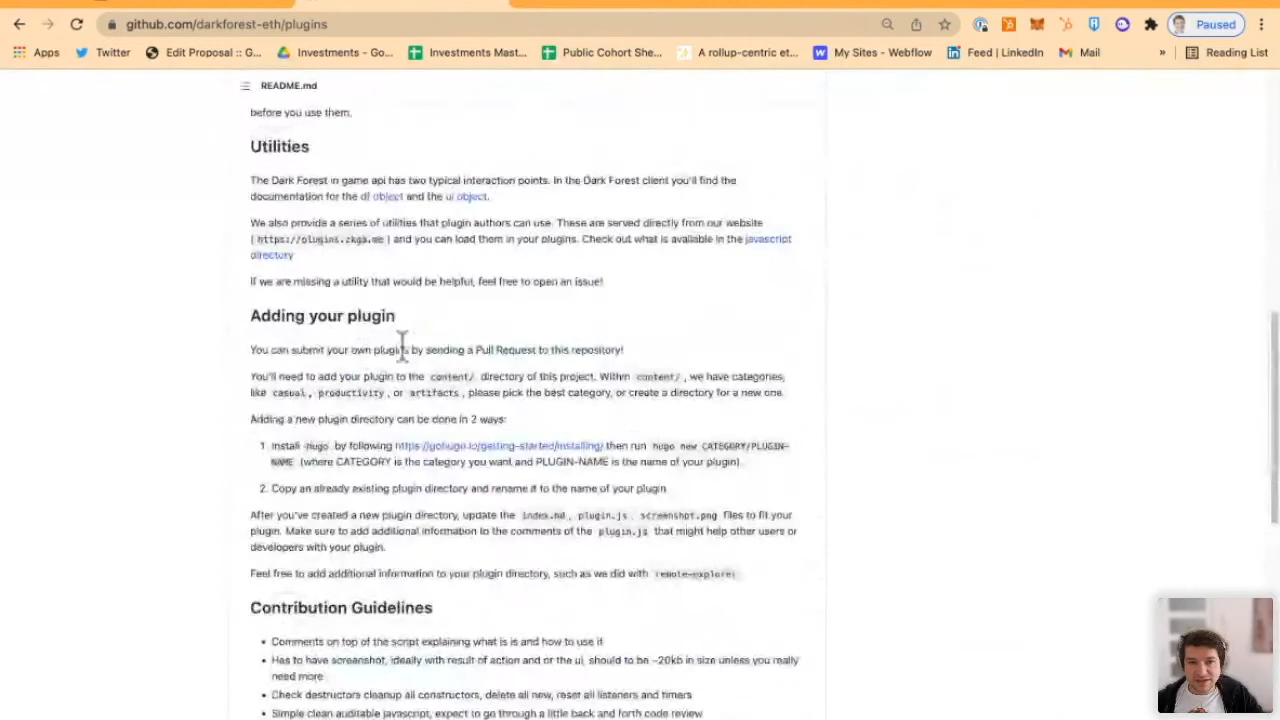 github.com/darkforest-eth/plugins
Paused
Apps
Twitter
Edit Proposal :: G...
Investments - Go...
Investments Mast...
Public Cohort She...
A rollup-centric et...
My Sites - Webflow
Feed | LinkedIn
Mail
»
Reading List
README.md
before you use them.
Utilities
The Dark Forest in game api has two typical interaction points. In the Dark Forest client you'll find the
documentation for the df object and the ui object.
We also provide a series of utilities that plugin authors can use. These are served directly from our website
( https://plugins.zkga.me ) and you can load them in your plugins. Check out what is available in the javascript
directory
If we are missing a utility that would be helpful, feel free to open an issue!
Adding your plugin
You can submit your own plugins by sending a Pull Request to this repository!
You'll need to add your plugin to the content/ directory of this project. Within content/ , we have categories,
like casual , productivity , or artifacts , please pick the best category, or create a directory for a new one.
Adding a new plugin directory can be done in 2 ways:
1. Install hugo by following https://gohugo.io/getting-started/installing/ then run hugo new CATEGORY/PLUGIN-
NAME (where CATEGORY is the category you want and PLUGIN-NAME is the name of your plugin).
2. Copy an already existing plugin directory and rename it to the name of your plugin
After you've created a new plugin directory, update the index.md , plugin.js , screenshot.png files to fit your
plugin. Make sure to add additional information to the comments of the plugin.js that might help other users or
developers with your plugin.
Feel free to add additional information to your plugin directory, such as we did with remote-explorer
Contribution Guidelines
• Comments on top of the script explaining what is is and how to use it
• Has to have screenshot, ideally with result of action and or the ui, should to be ~20kb in size unless you really
need more
• Check destructors cleanup all constructors, delete all new, reset all listeners and timers
• Simple clean auditable javascript, expect to go through a little back and forth code review